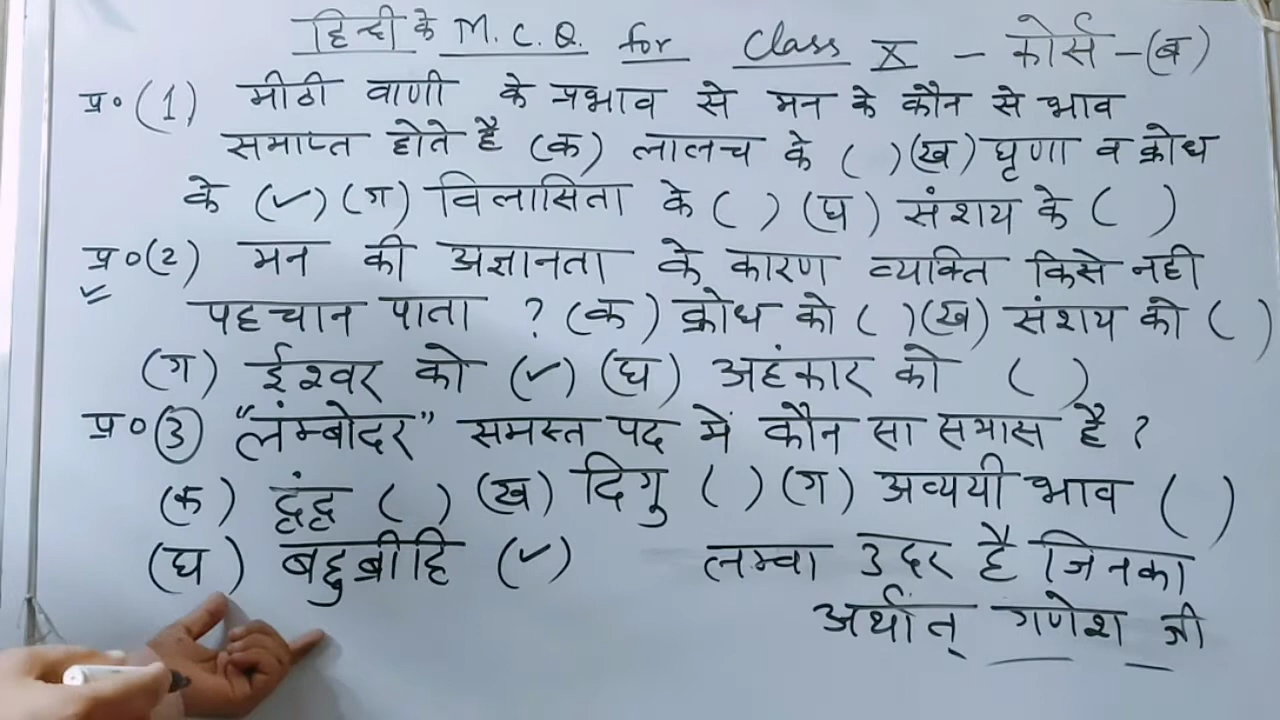 हिन्दी के M.C.Q. for Class X - कोर्स -(ब)
प्र० (1) मीठी वाणी के प्रभाव से मन के कौन से भाव
समाप्त होते है (क) लालच के ( ) (ख) घृणा व क्रोध
के (✓) (ग) विलासिता के ( ) (घ) संशय के ( )
प्र०(2) मन की अज्ञानता के कारण व्यक्ति किसे नही
पहचान पाता ? (क) क्रोध को ( ) (ख) संशय को ( )
(ग) ईश्वर को (✓) (घ) अहंकार को ( )
प्र० (3) "लंम्बोदर" समस्त पद में कौन सा समास है ?
(क) द्वंद्व ( ) (ख) दिगु ( ) (ग) अव्ययी भाव ( )
(घ) बहुब्रीहि (✓) लम्बा उदर है जिनका
अर्थात् गणेश जी